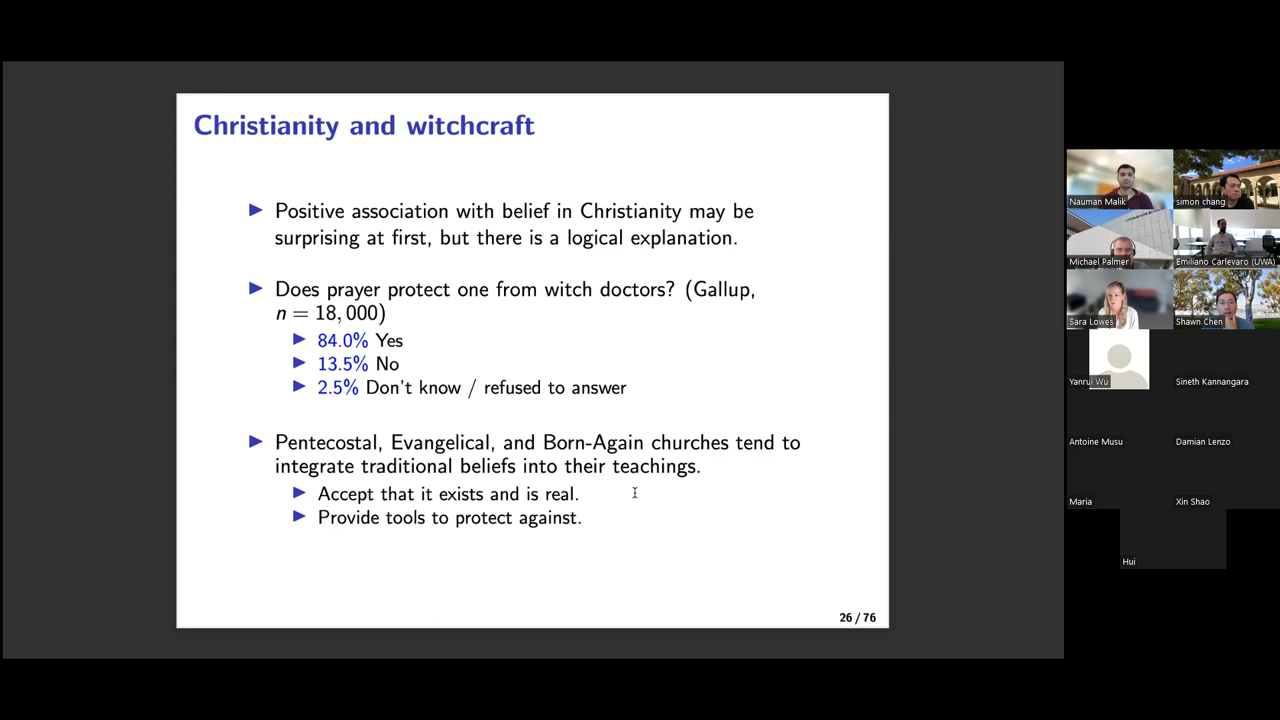 Christianity and witchcraft
Positive association with belief in Christianity may be
surprising at first, but there is a logical explanation.
Does prayer protect one from witch doctors? (Gallup,
n = 18,000)
84.0% Yes
13.5% No
2.5% Don't know / refused to answer
Pentecostal, Evangelical, and Born-Again churches tend to
integrate traditional beliefs into their teachings.
Accept that it exists and is real.
Provide tools to protect against.
26 / 76
Nauman Malik
simon chang
Michael Palmer
Emiliano Carlevaro (UWA)
Sara Lowes
Shawn Chen
Yanrui Wu
Sineth Kannangara
Antoine Musu
Damian Lenzo
Maria
Xin Shao
Hui